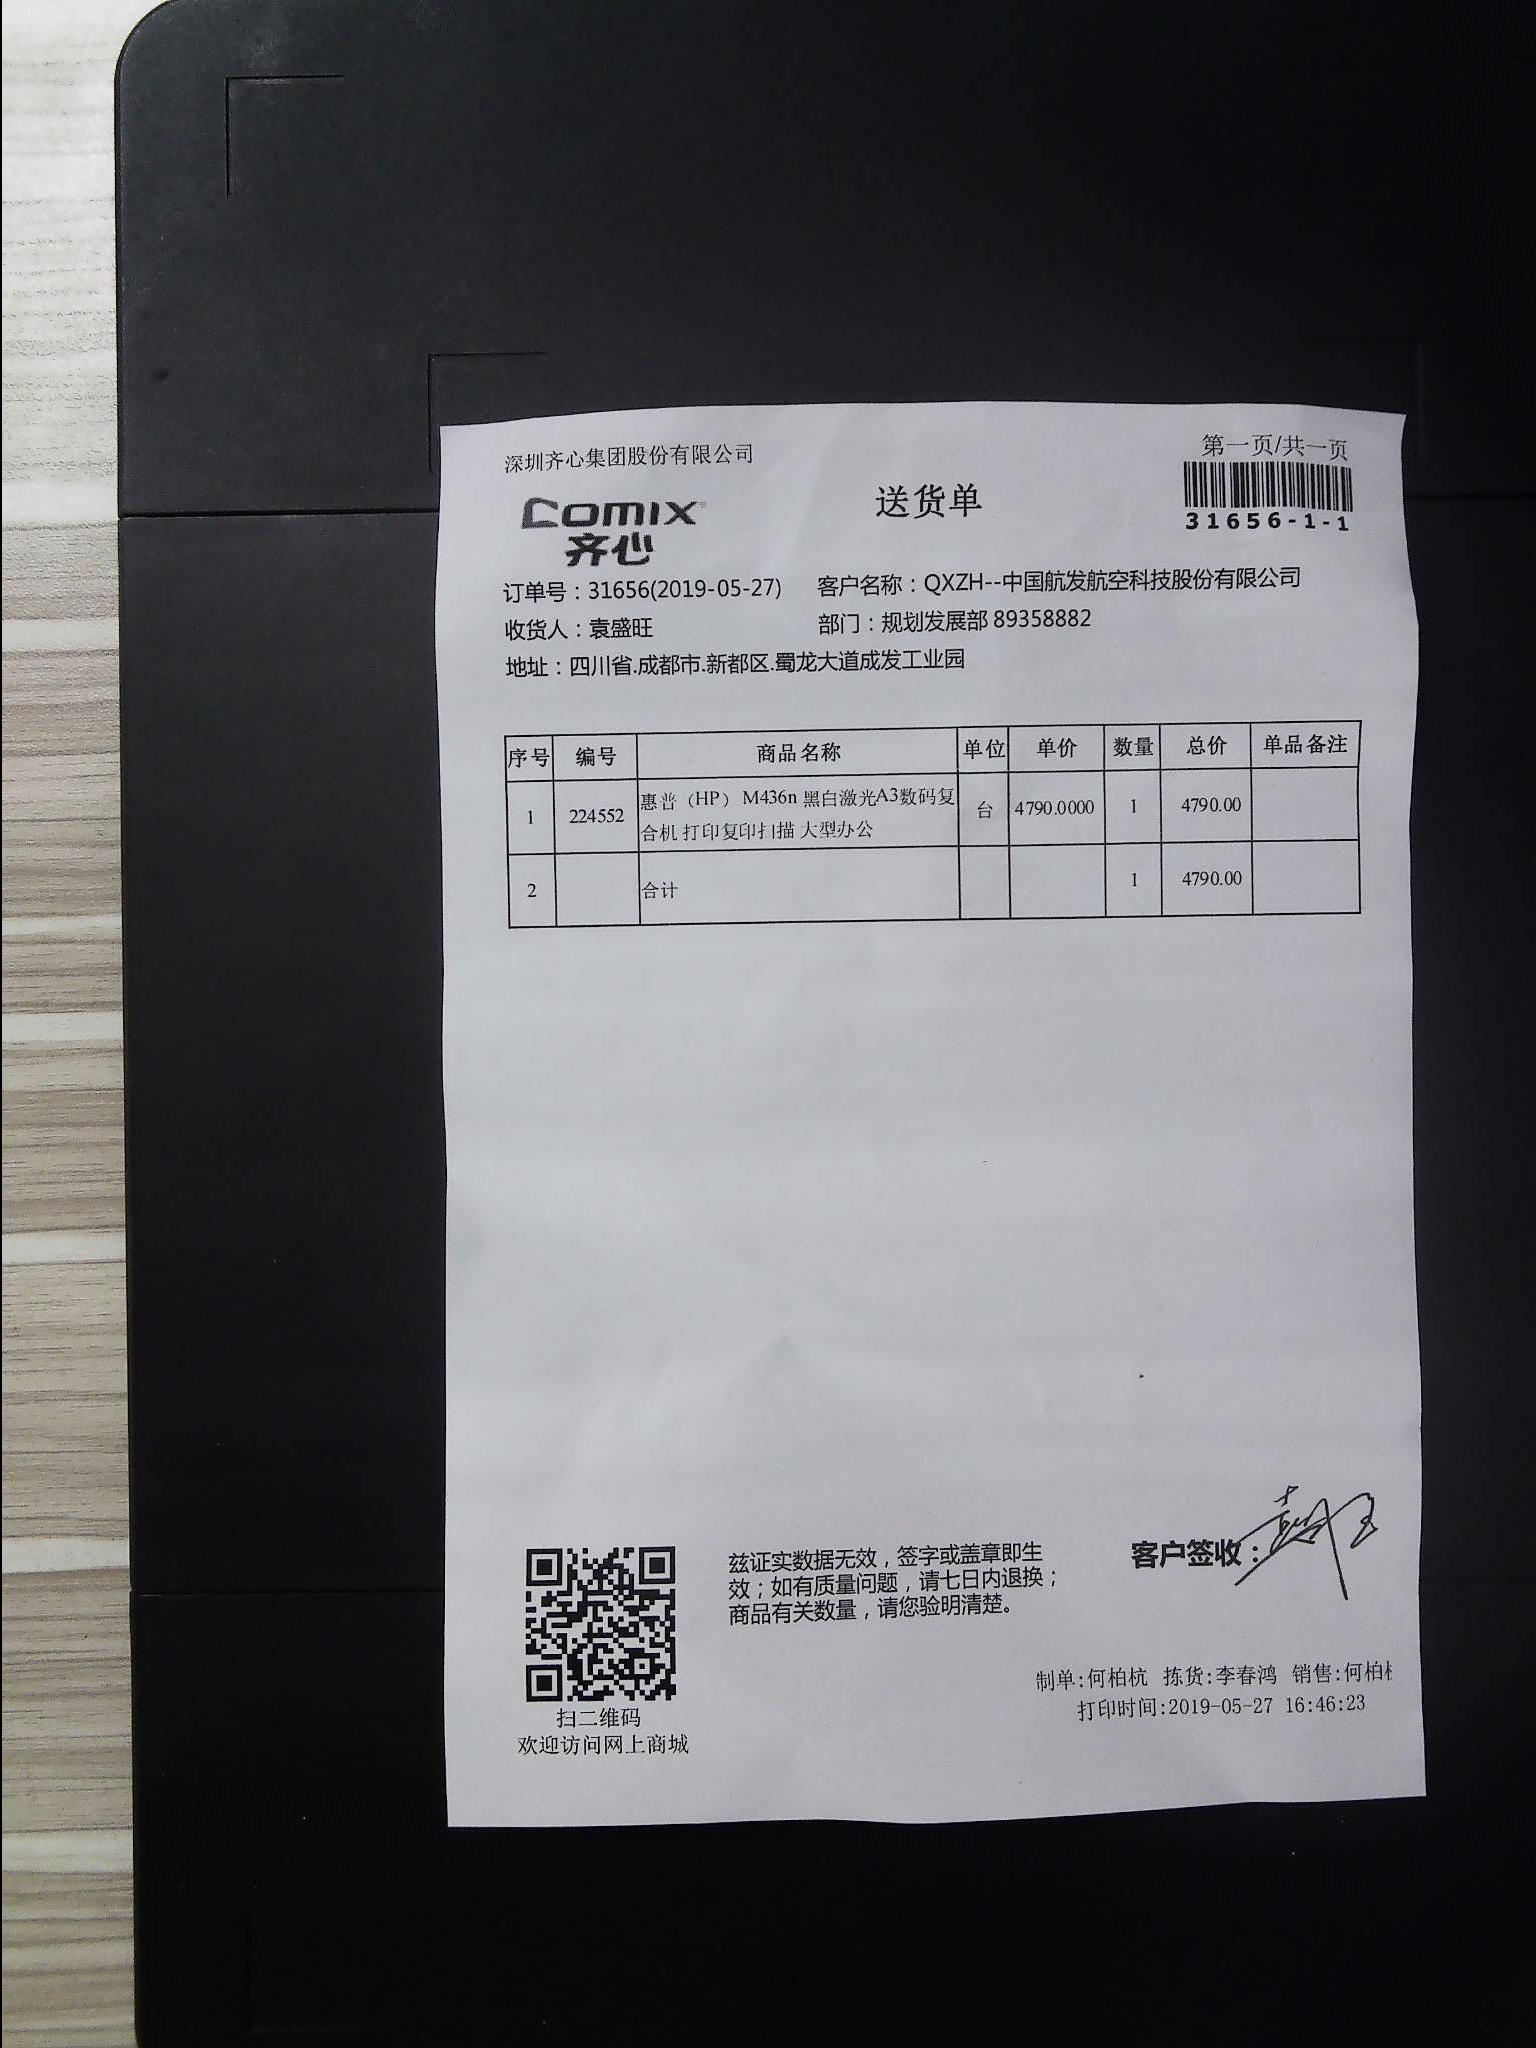 深圳齐心集团股份有限公司
第一页/共一页
comix
齐心
送货单
31656-1-1
订单号：31656(2019-05-27) 客户名称：QXZH--中国航发航空科技股份有限公司
收货人：袁盛旺 部门：规划发展部 89358882
地址：四川省.成都市.新都区.蜀龙大道成发工业园
序号 编号 商品名称 单位 单价 数量 总价 单品备注
1 224552 惠普（HP） M436n 黑白激光A3数码复 台 4790.0000 1 4790.00
合机 打印复印扫描 大型办公
2 合计 1 4790.00
兹证实数据无效，签字或盖章即生
效；如有质量问题，请七日内退换；
商品有关数量，请您验明清楚。
客户签收：
扫二维码
欢迎访问网上商城
制单:何柏杭 拣货:李春鸿 销售:何柏
打印时间:2019-05-27 16:46:23